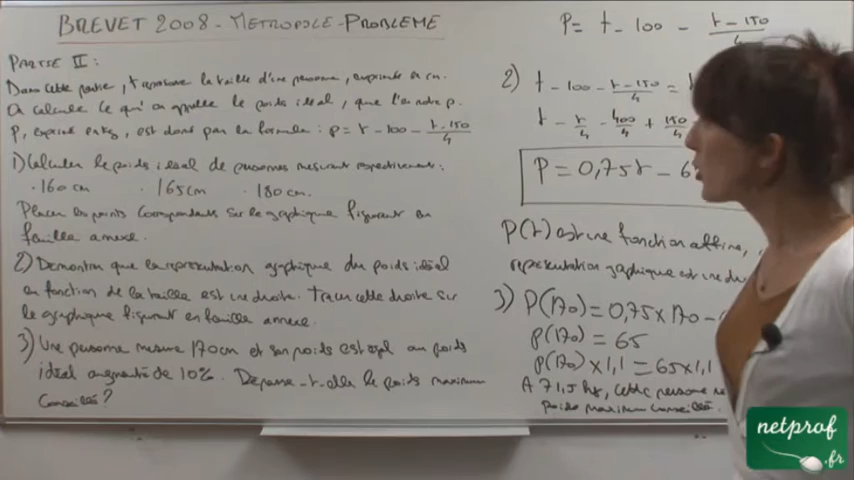 BREVET 2008 - METROPOLE - PROBLEME
PARTIE II:
Dans cette partie, t représente la taille d'une personne, exprimée en cm.
On calcule ce qu'on appelle le poids idéal, que l'on note p.
p, exprimé en kg, est donné par la formule : p = t - 100 - (t - 150)/4
1) Calculer le poids idéal de personnes mesurant respectivement :
· 160 cm · 165 cm · 180 cm.
Placer les points correspondants sur le graphique figurant en
feuille annexe.
2) Démontrer que la représentation graphique du poids idéal
en fonction de la taille est une droite. Tracer cette droite sur
le graphique figurant en feuille annexe.
3) Une personne mesure 170 cm et son poids est égal au poids
idéal augmenté de 10%. Dépasse-t-elle le poids maximum
conseillé ?
P = t - 100 - (t - 150)/4
2) t - 100 - (t - 150)/4 =
t - t/4 - 400/4 + 150
P = 0,75t - 6
P(t) est une fonction affine,
représentation graphique est une
3) P(170) = 0,75 x 170 -
P(170) = 65
P(170) x 1,1 = 65 x 1,1
A 71,5 kg, cette personne
poids maximum conseillé.
netprof
.fr